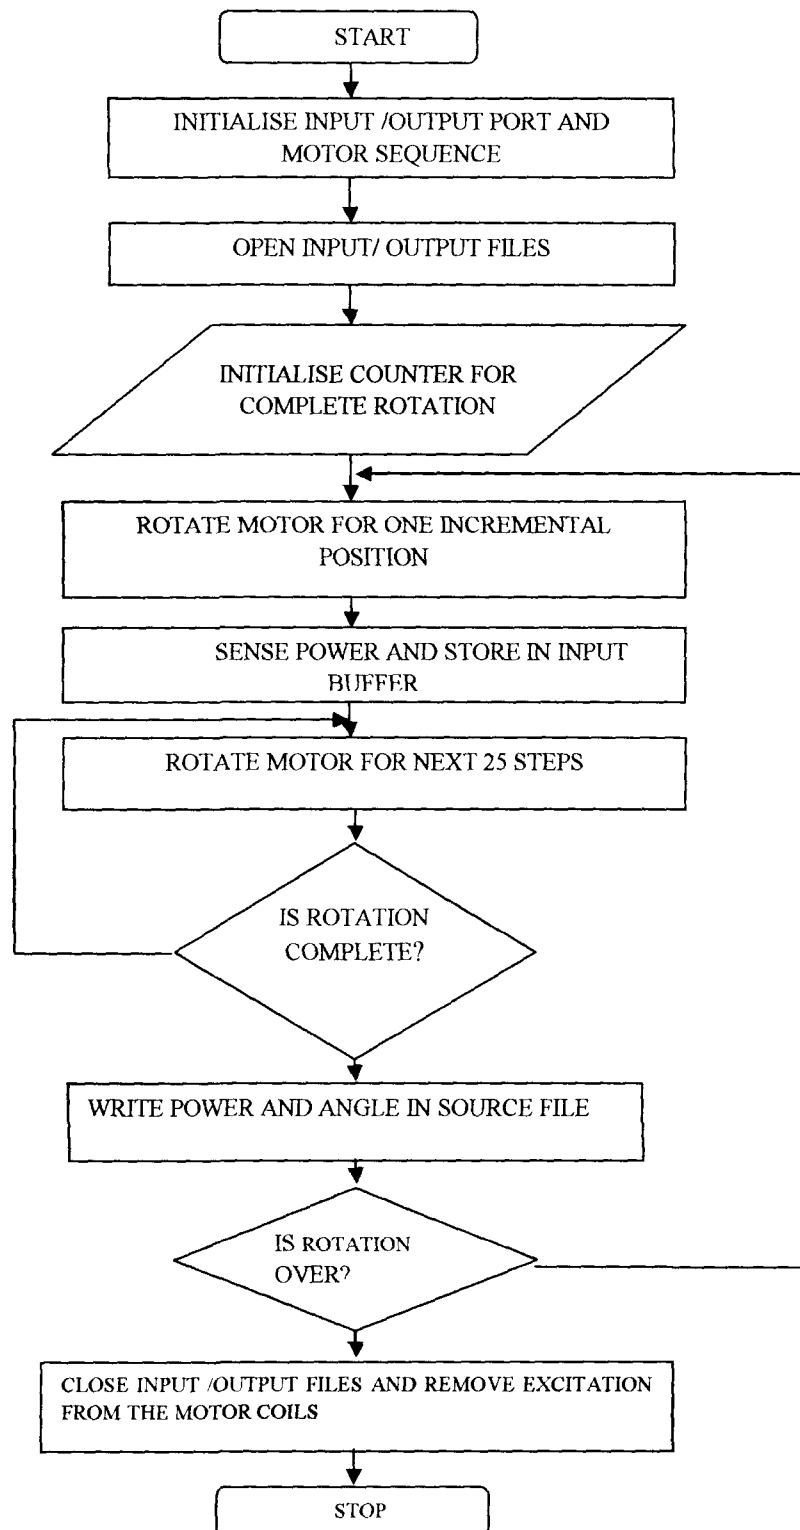 START
INITIALISE INPUT /OUTPUT PORT AND
MOTOR SEQUENCE
OPEN INPUT/ OUTPUT FILES
INITIALISE COUNTER FOR
COMPLETE ROTATION
ROTATE MOTOR FOR ONE INCREMENTAL
POSITION
SENSE POWER AND STORE IN INPUT
BUFFER
ROTATE MOTOR FOR NEXT 25 STEPS
IS ROTATION
COMPLETE?
WRITE POWER AND ANGLE IN SOURCE FILE
IS ROTATION
OVER?
CLOSE INPUT /OUTPUT FILES AND REMOVE EXCITATION
FROM THE MOTOR COILS
STOP